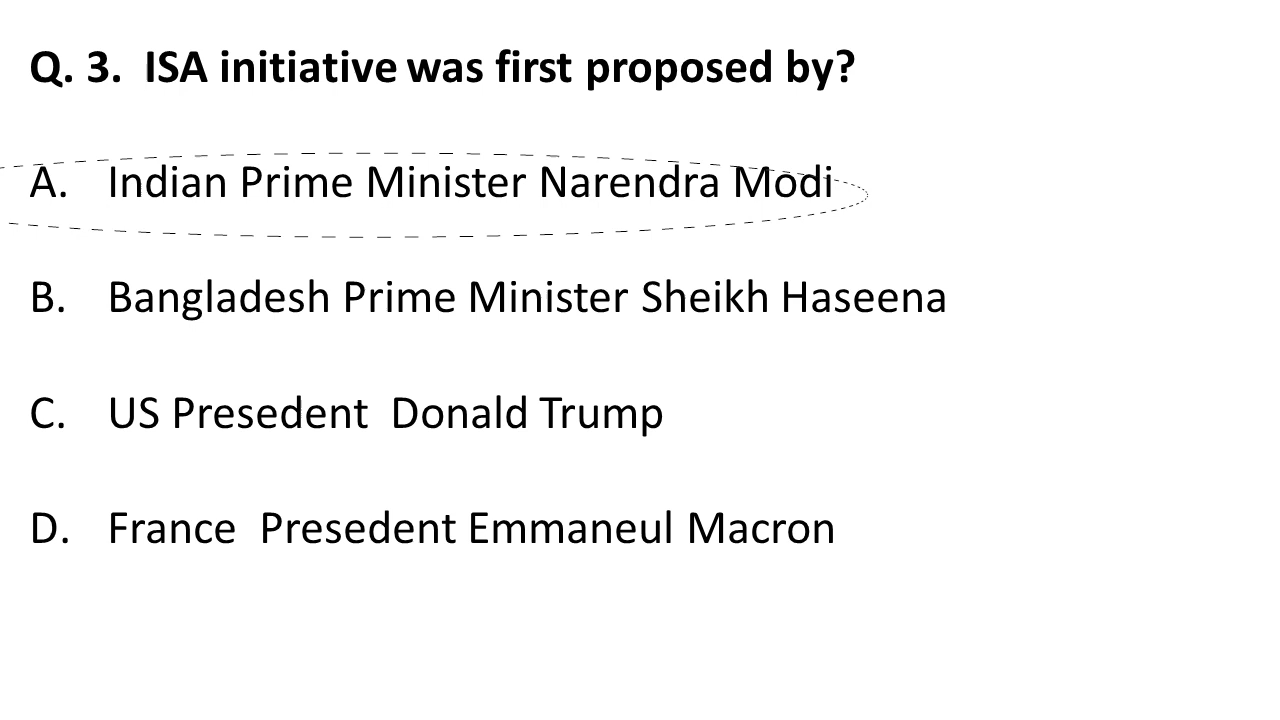 Q. 3.  ISA initiative was first proposed by?
A.   Indian Prime Minister Narendra Modi
B.   Bangladesh Prime Minister Sheikh Haseena
C.   US Presedent  Donald Trump
D.   France  Presedent Emmaneul Macron